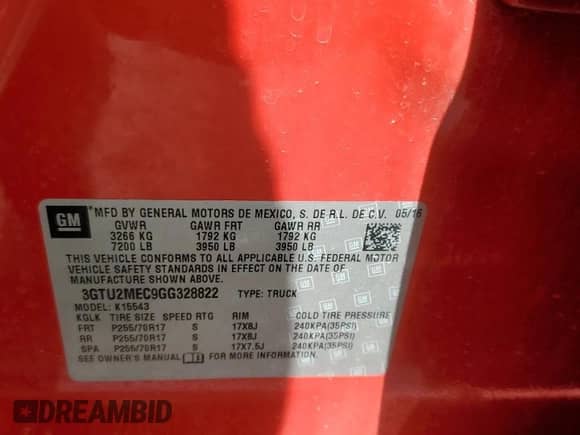 GM *MFD BY GENERAL MOTORS DE MEXICO, S. DE R.L. DE C.V. 05/16
GVWR GAWR FRT GAWR RR
3266 KG 1792 KG 1792 KG
7200 LB 3950 LB 3950 LB
THIS VEHICLE CONFORMS TO ALL APPLICABLE U.S. FEDERAL MOTOR
VEHICLE SAFETY STANDARDS IN EFFECT ON THE DATE OF
MANUFACTURE SHOWN ABOVE.
3GTU2MEC9GG328822 TYPE: TRUCK
MODEL: K15543
KGLK TIRE SIZE SPEED RTG RIM COLD TIRE PRESSURE
FRT P255/70R17 S 17X8J 240KPA(35PSI)
RR P255/70R17 S 17X8J 240KPA(35PSI)
SPA P255/70R17 S 17X7.5J 240KPA(35PSI)
SEE OWNER'S MANUAL FOR MORE INFORMATION.
DREAMBID